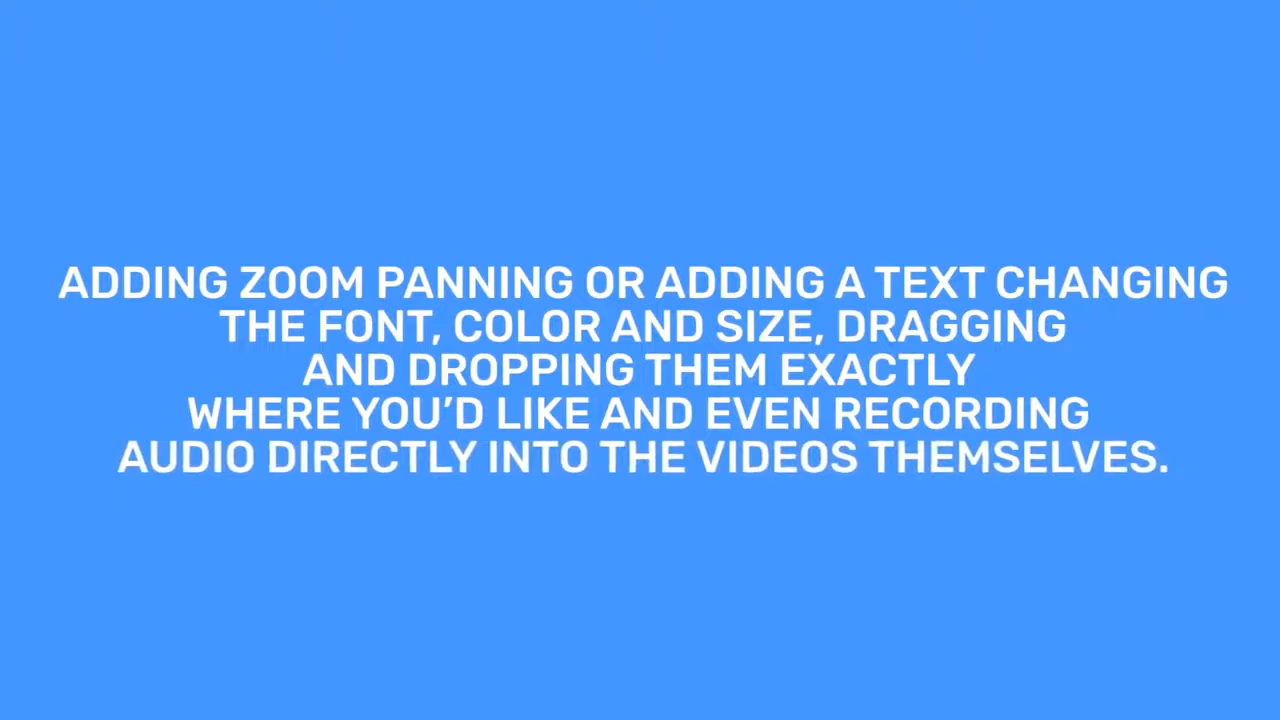 ADDING ZOOM PANNING OR ADDING A TEXT CHANGING
THE FONT, COLOR AND SIZE, DRAGGING
AND DROPPING THEM EXACTLY
WHERE YOU’D LIKE AND EVEN RECORDING
AUDIO DIRECTLY INTO THE VIDEOS THEMSELVES.